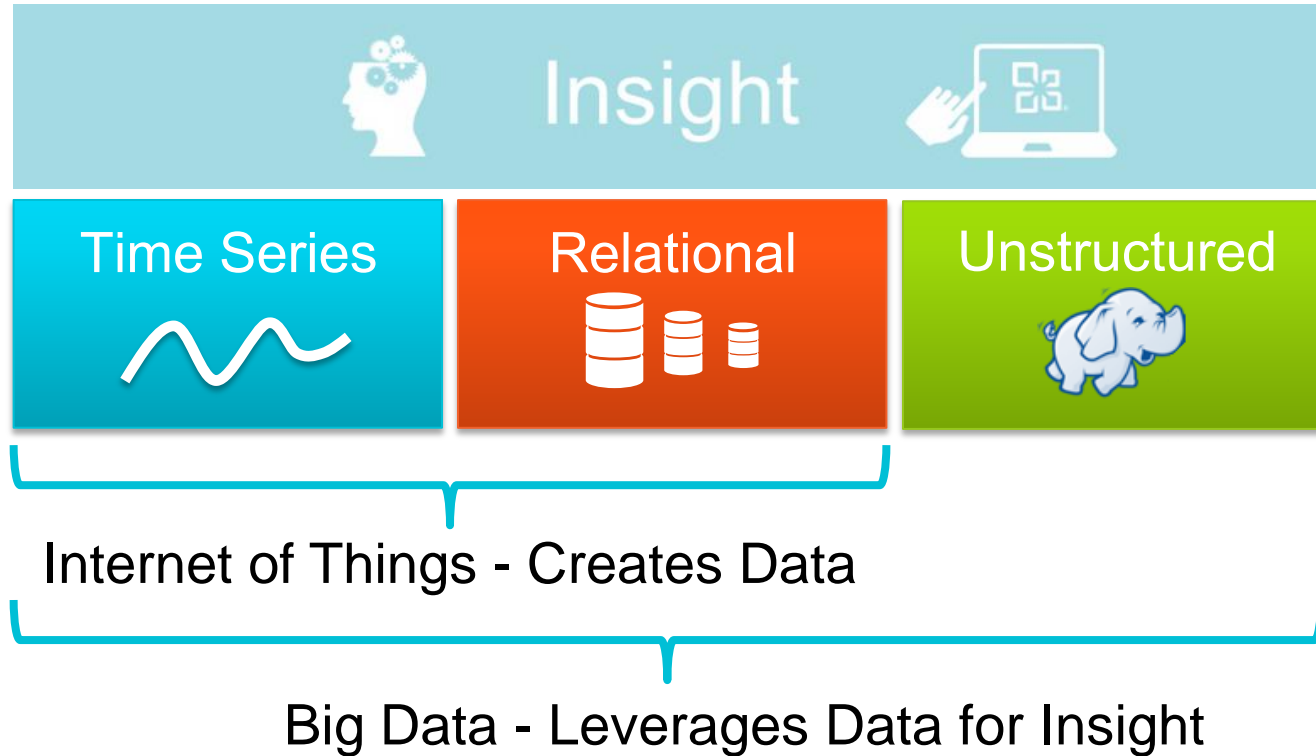 Insight
Time Series
Relational
Unstructured
Internet of Things - Creates Data
Big Data - Leverages Data for Insight